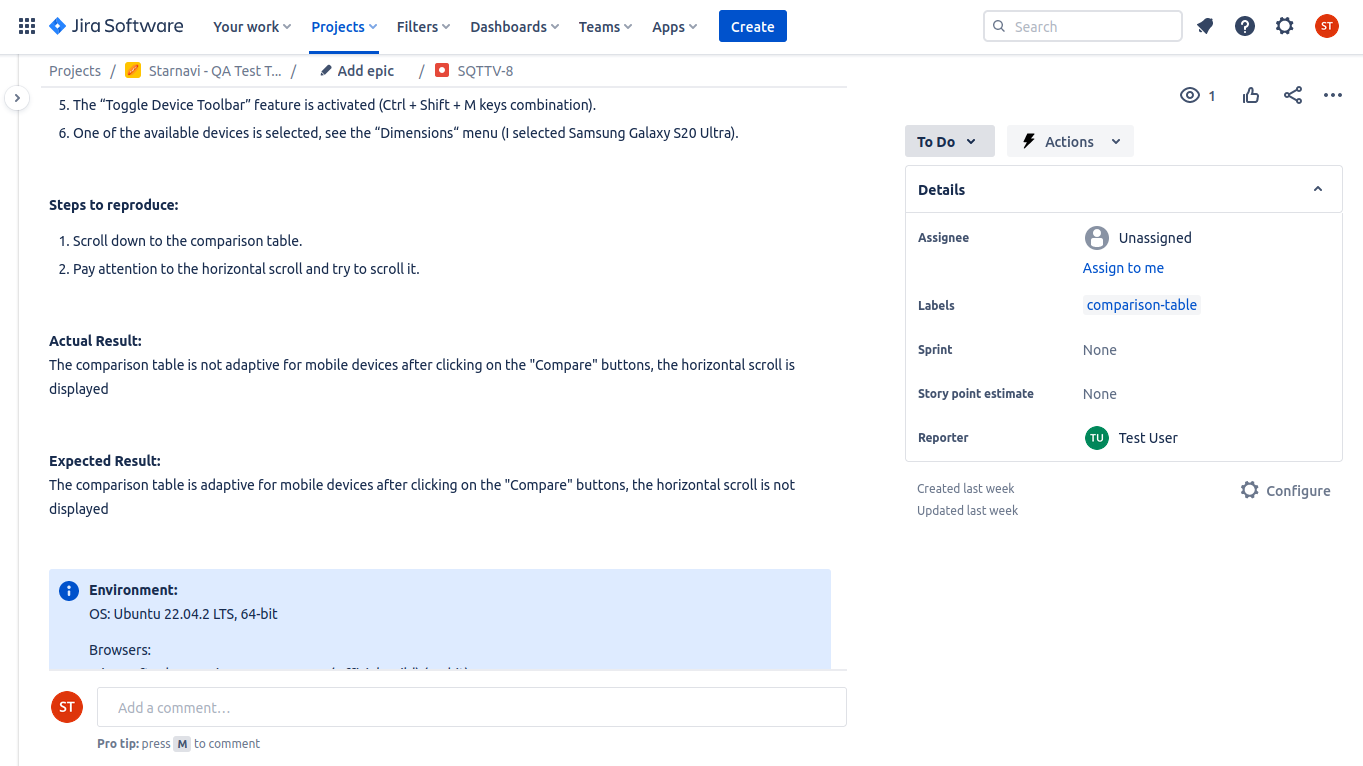 Jira Software
Your work
Projects
Filters
Dashboards
Teams
Apps
Create
Search
ST
Projects / Starnavi - QA Test T... / Add epic / SQTTV-8
1
5. The “Toggle Device Toolbar” feature is activated (Ctrl + Shift + M keys combination).
6. One of the available devices is selected, see the “Dimensions“ menu (I selected Samsung Galaxy S20 Ultra).
Steps to reproduce:
1. Scroll down to the comparison table.
2. Pay attention to the horizontal scroll and try to scroll it.
Actual Result:
The comparison table is not adaptive for mobile devices after clicking on the "Compare" buttons, the horizontal scroll is
displayed
Expected Result:
The comparison table is adaptive for mobile devices after clicking on the "Compare" buttons, the horizontal scroll is not
displayed
Environment:
OS: Ubuntu 22.04.2 LTS, 64-bit
Browsers:
ST
Add a comment…
Pro tip: press M to comment
To Do
Actions
Details
Assignee
Unassigned
Assign to me
Labels
comparison-table
Sprint
None
Story point estimate
None
Reporter
TU
Test User
Created last week
Updated last week
Configure